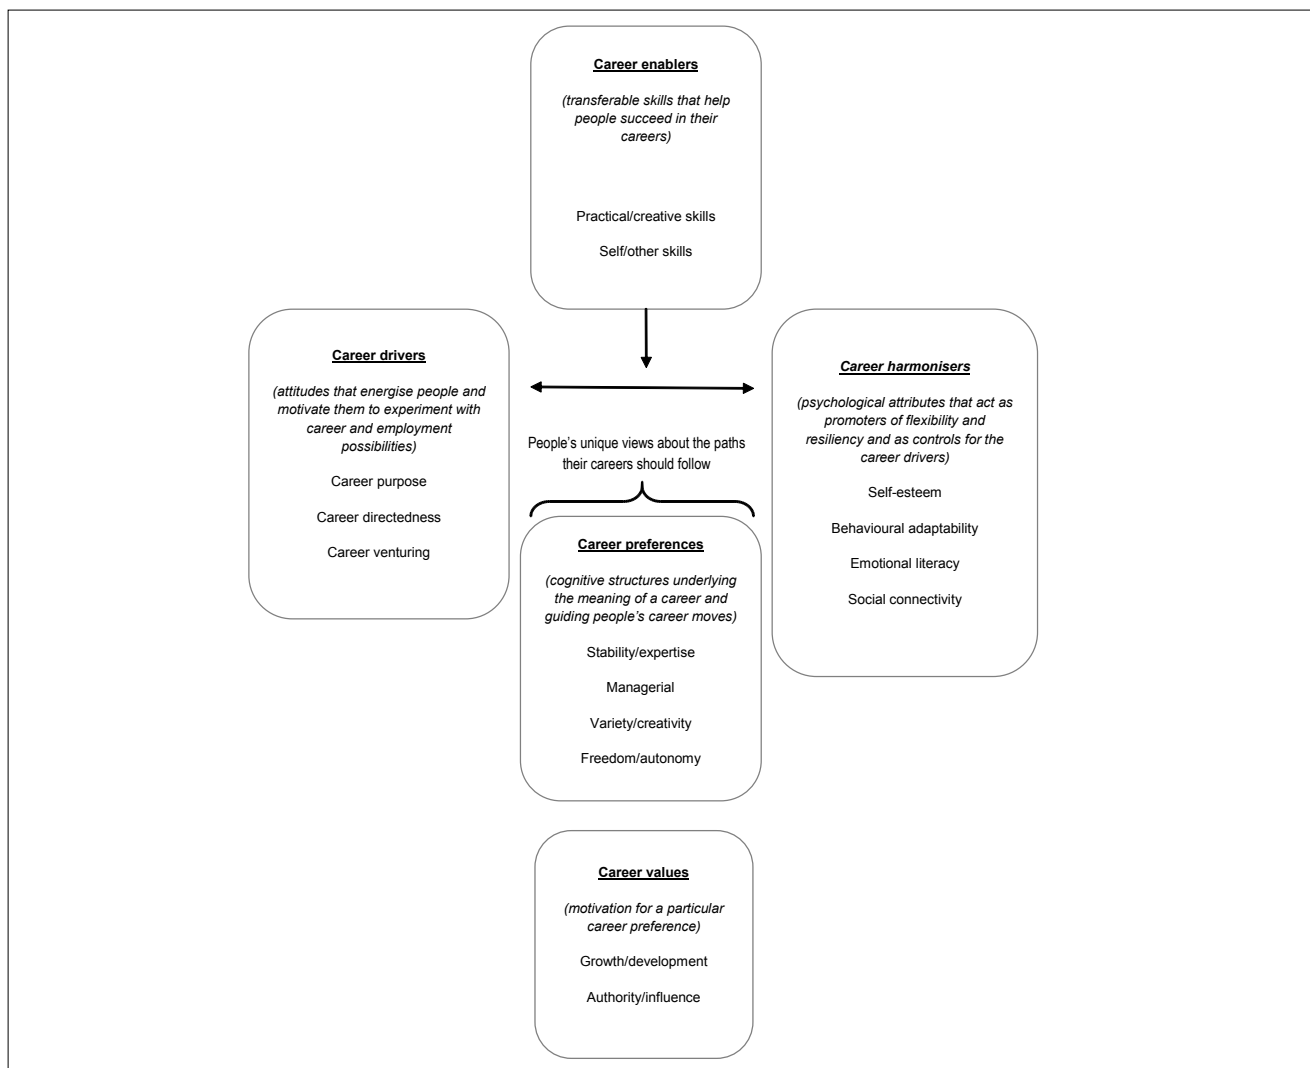 Career enablers
(transferable skills that help
people succeed in their
careers)
Practical/creative skills
Self/other skills
Career drivers
(attitudes that energise people and
motivate them to experiment with
career and employment
possibilities)
Career purpose
Career directedness
Career venturing
Career harmonisers
(psychological attributes that act as
promoters of flexibility and
resiliency and as controls for the
career drivers)
Self-esteem
Behavioural adaptability
Emotional literacy
Social connectivity
People's unique views about the paths
their careers should follow
Career preferences
(cognitive structures underlying
the meaning of a career and
guiding people's career moves)
Stability/expertise
Managerial
Variety/creativity
Freedom/autonomy
Career values
(motivation for a particular
career preference)
Growth/development
Authority/influence